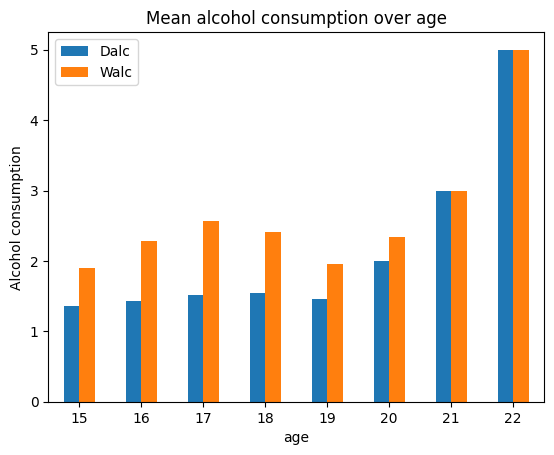 Mean alcohol consumption over age
Dalc
Walc
Alcohol consumption
5
4
3
2
1
0
15 16 17 18 19 20 21 22
age